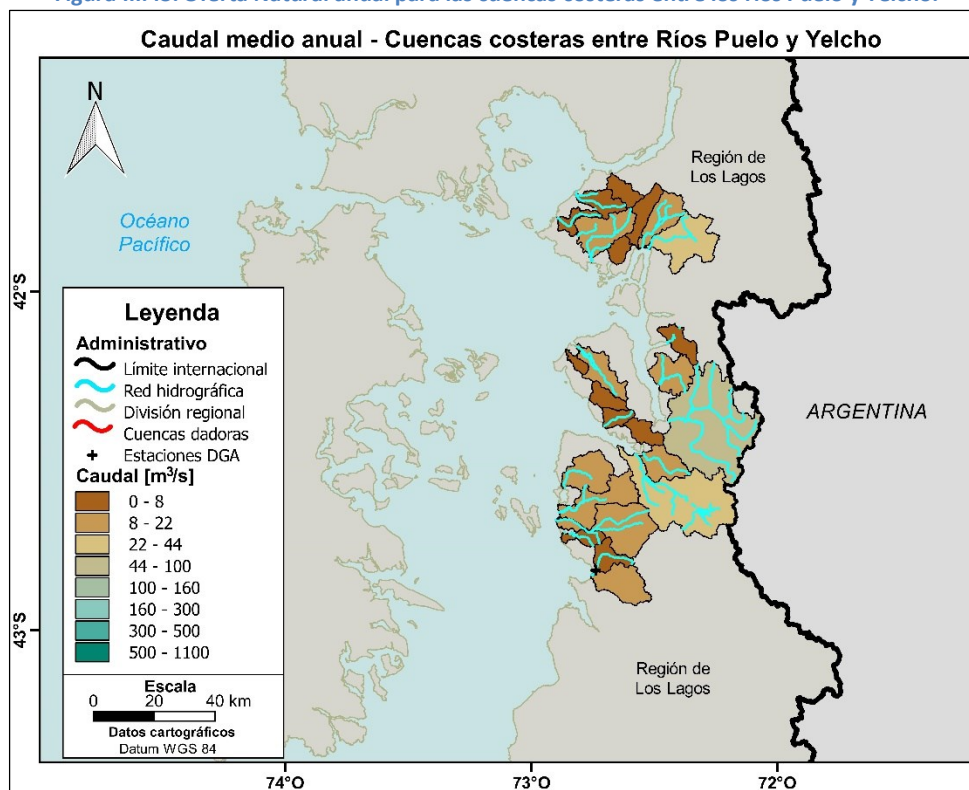 Caudal medio anual - Cuencas costeras entre Ríos Puelo y Yelcho
N
Región de
Los Lagos
Océano
Pacífico
42°S
Leyenda
Administrativo
Límite internacional
Red hidrográfica
División regional
Cuencas dadoras
Estaciones DGA
Caudal [m³/s]
0 - 8
8 - 22
22 - 44
44 - 100
100 - 160
160 - 300
300 - 500
500 - 1100
Escala
0 20 40 km
Datos cartográficos
Datum WGS 84
ARGENTINA
43°S
Región de
Los Lagos
74°O
73°O
72°O